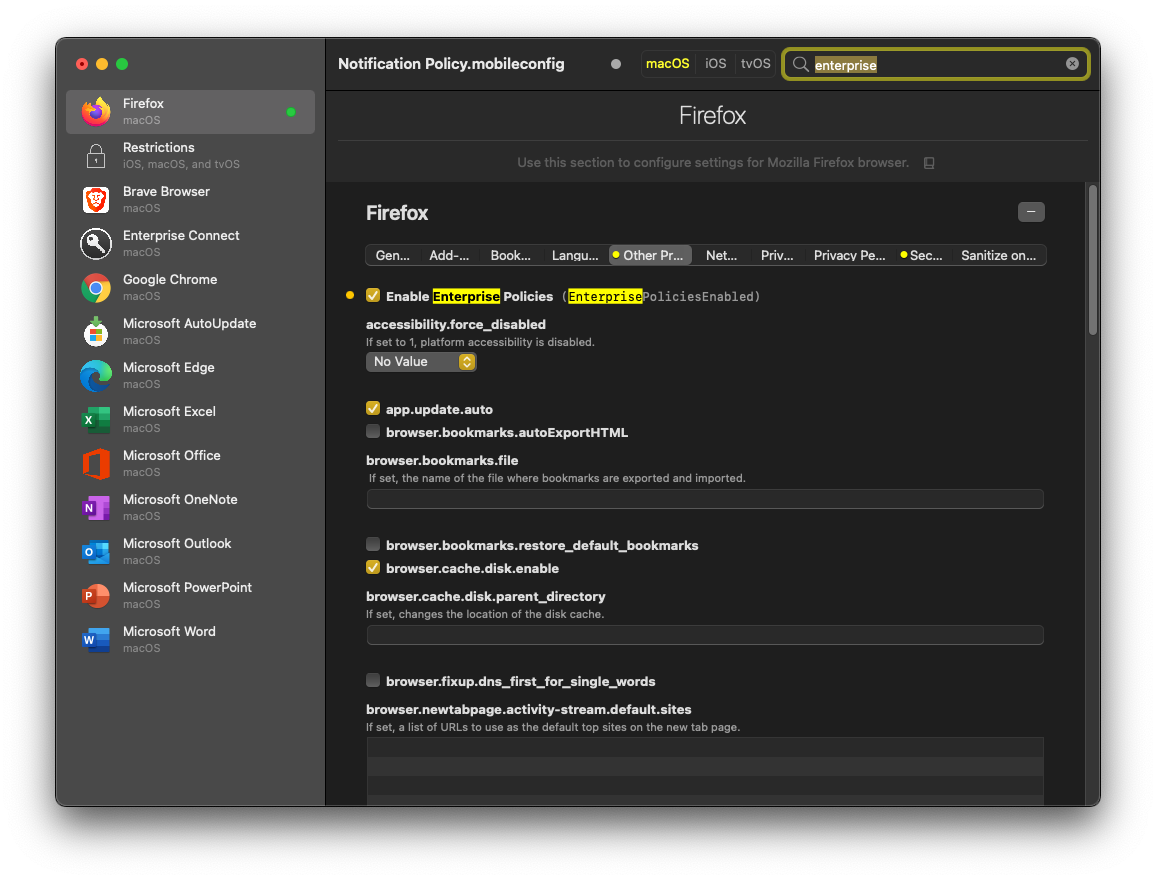 Notification Policy.mobileconfig
macOS iOS tvOS
enterprise
Firefox
macOS
Restrictions
iOS, macOS, and tvOS
Brave Browser
macOS
Enterprise Connect
macOS
Google Chrome
macOS
Microsoft AutoUpdate
macOS
Microsoft Edge
macOS
Microsoft Excel
macOS
Microsoft Office
macOS
Microsoft OneNote
macOS
Microsoft Outlook
macOS
Microsoft PowerPoint
macOS
Microsoft Word
macOS
Firefox
Use this section to configure settings for Mozilla Firefox browser.
Firefox
Gen... Add-... Book... Langu... Other Pr... Net... Priv... Privacy Pe... Sec... Sanitize on...
Enable Enterprise Policies (EnterprisePoliciesEnabled)
accessibility.force_disabled
If set to 1, platform accessibility is disabled.
No Value
app.update.auto
browser.bookmarks.autoExportHTML
browser.bookmarks.file
If set, the name of the file where bookmarks are exported and imported.
browser.bookmarks.restore_default_bookmarks
browser.cache.disk.enable
browser.cache.disk.parent_directory
If set, changes the location of the disk cache.
browser.fixup.dns_first_for_single_words
browser.newtabpage.activity-stream.default.sites
If set, a list of URLs to use as the default top sites on the new tab page.